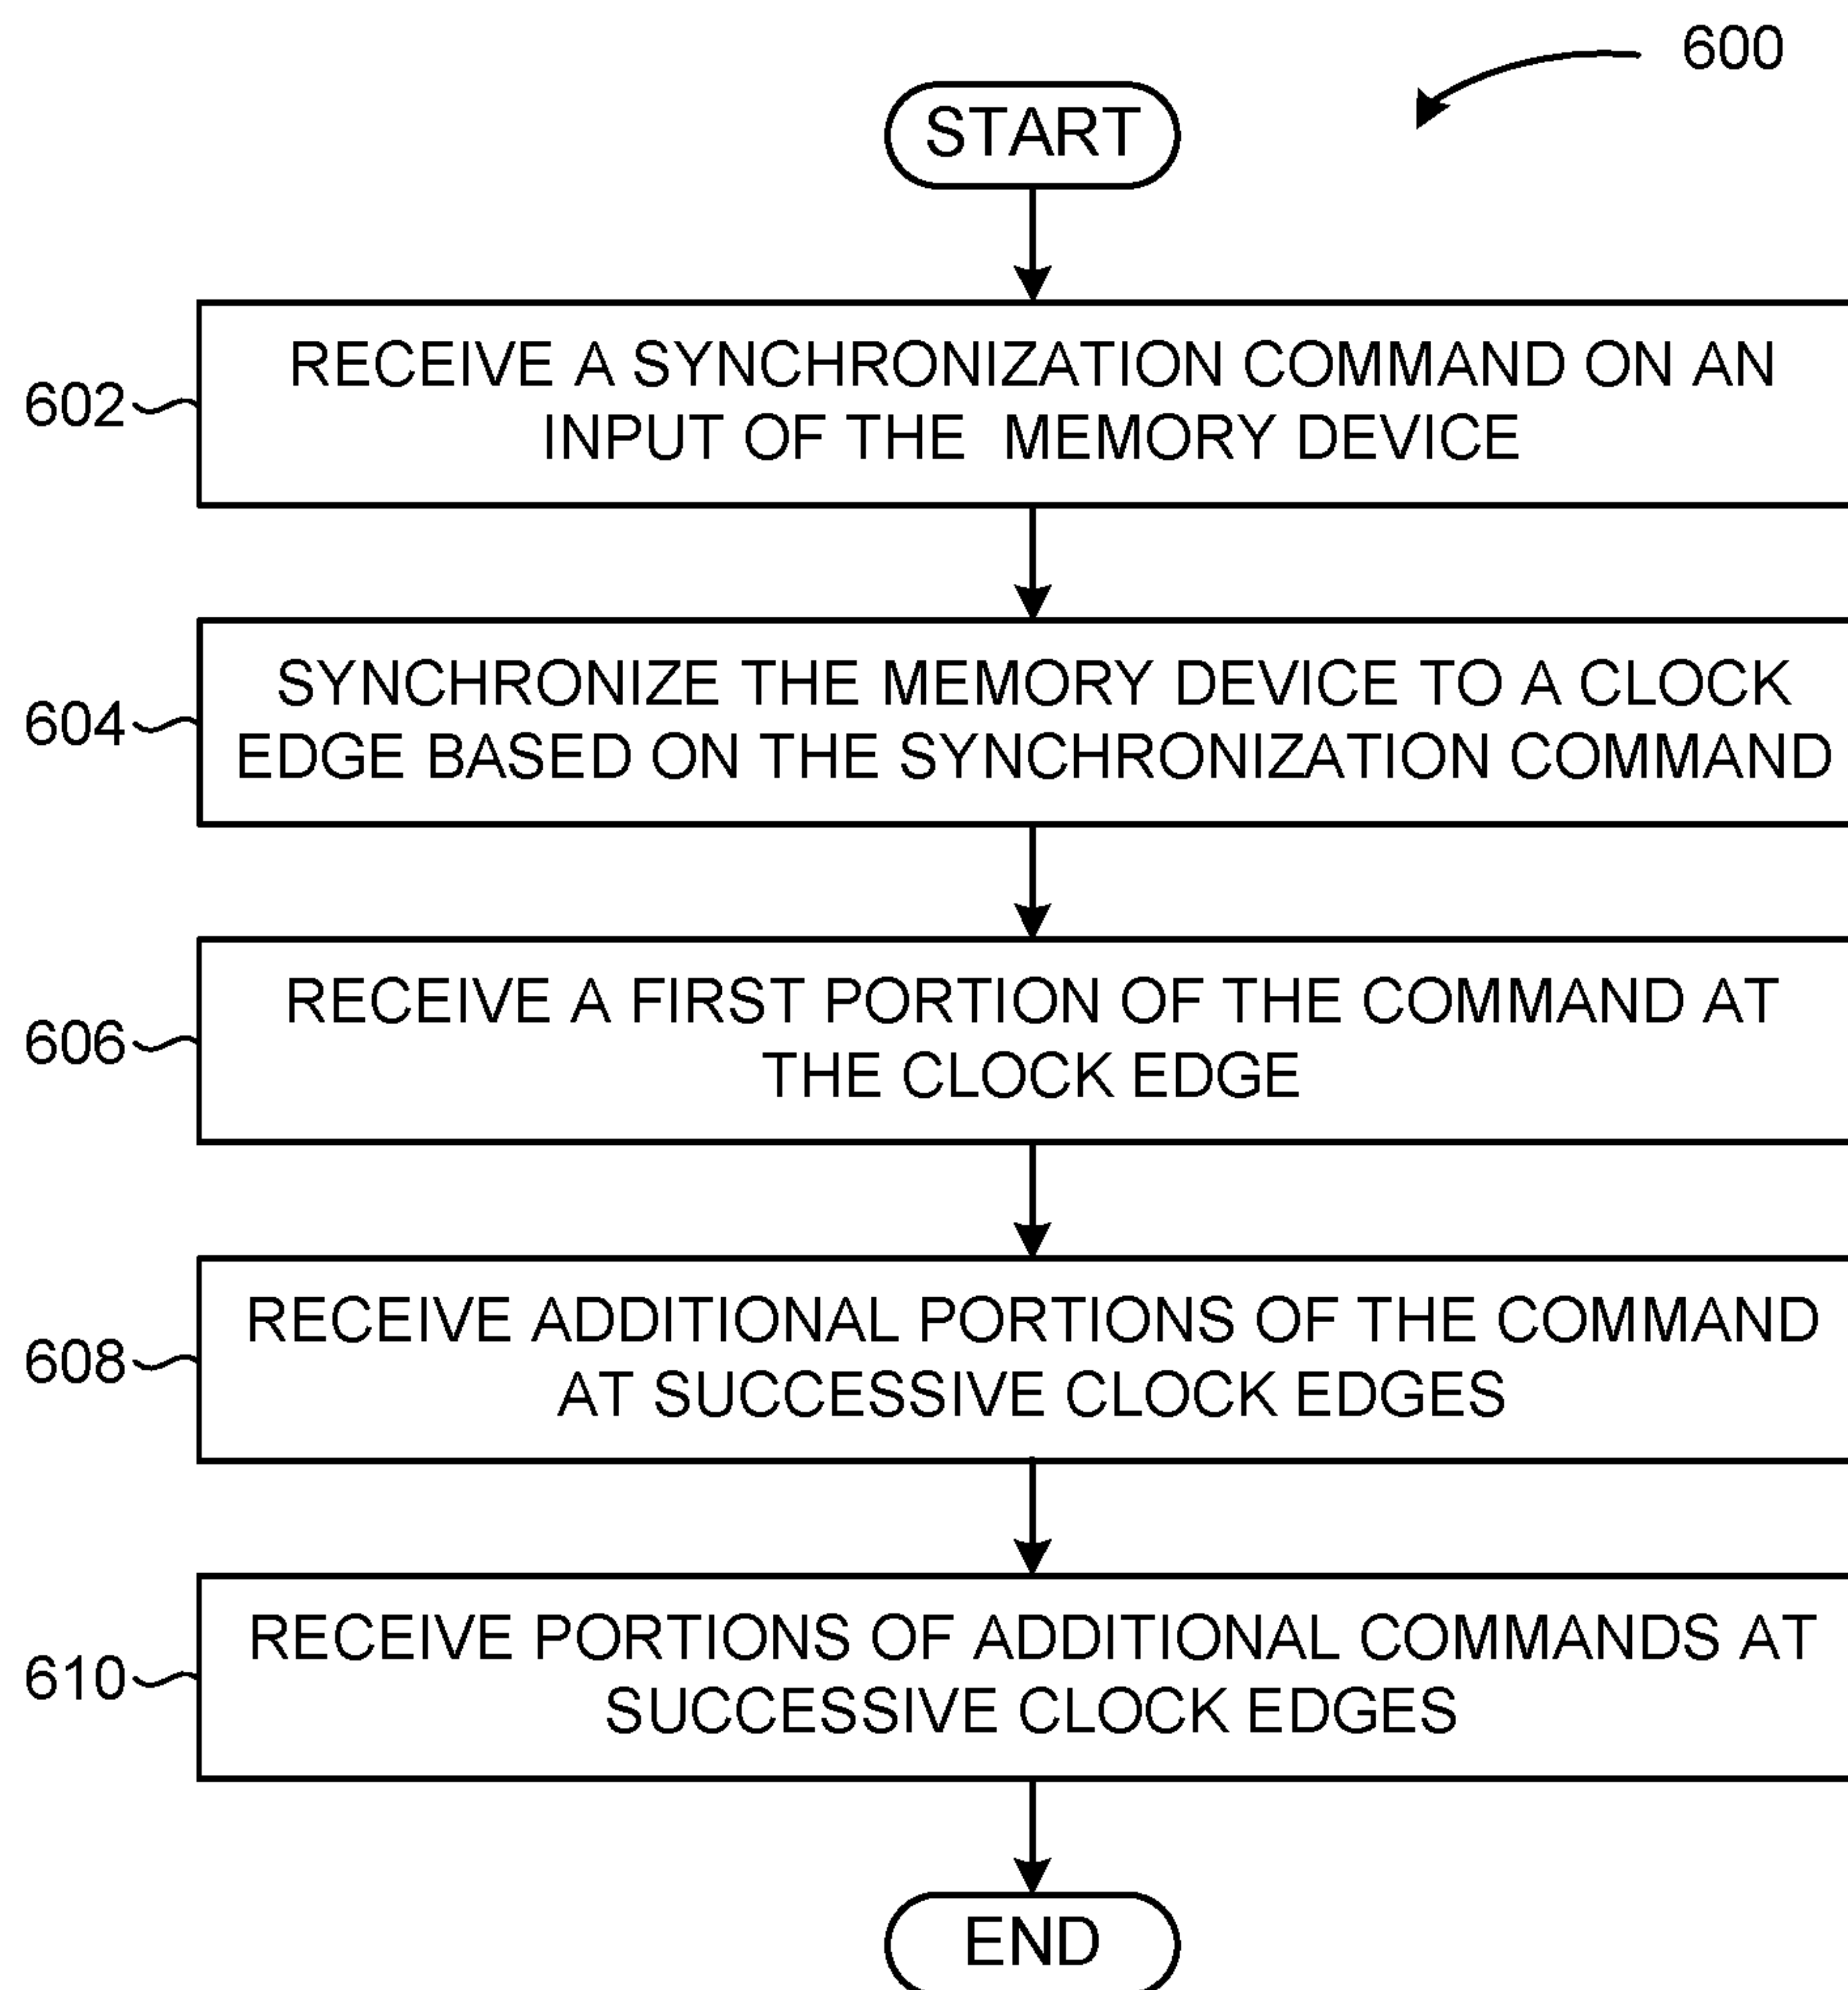 600
START
602
RECEIVE A SYNCHRONIZATION COMMAND ON AN
INPUT OF THE MEMORY DEVICE
604
SYNCHRONIZE THE MEMORY DEVICE TO A CLOCK
EDGE BASED ON THE SYNCHRONIZATION COMMAND
606
RECEIVE A FIRST PORTION OF THE COMMAND AT
THE CLOCK EDGE
608
RECEIVE ADDITIONAL PORTIONS OF THE COMMAND
AT SUCCESSIVE CLOCK EDGES
610
RECEIVE PORTIONS OF ADDITIONAL COMMANDS AT
SUCCESSIVE CLOCK EDGES
END